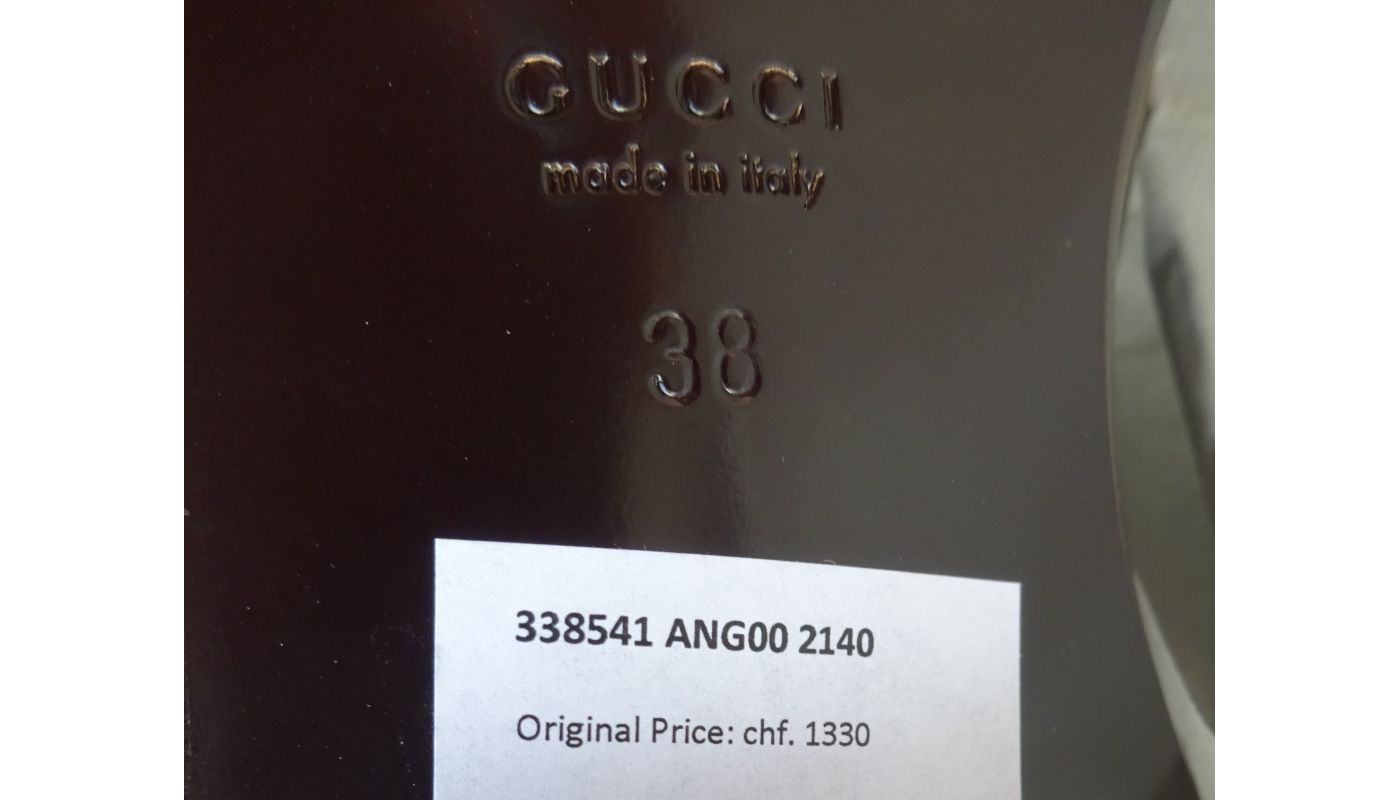 GUCCI
made in italy
38
338541 ANG00 2140
Original Price: chf. 1330